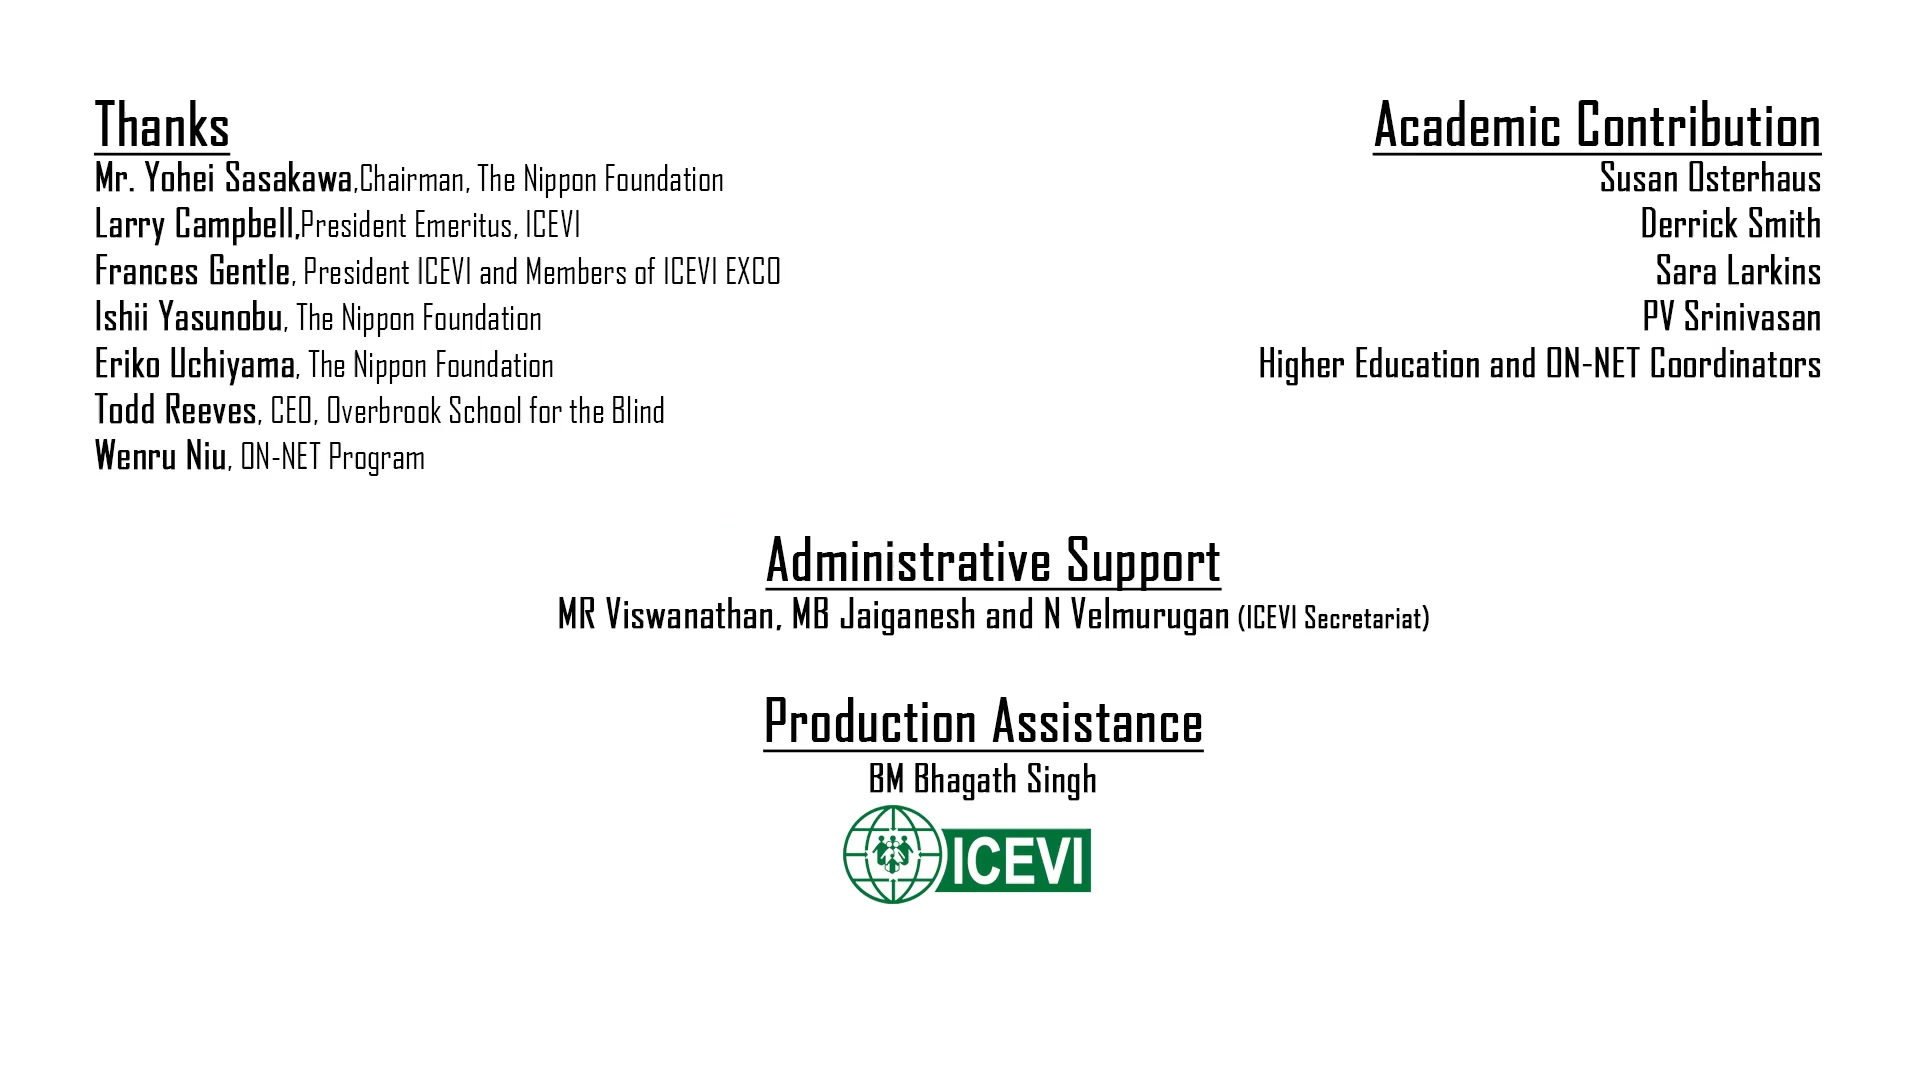 Thanks
Mr. Yohei Sasakawa,Chairman, The Nippon Foundation
Larry Campbell,President Emeritus, ICEVI
Frances Gentle, President ICEVI and Members of ICEVI EXCO
Ishii Yasunobu, The Nippon Foundation
Eriko Uchiyama, The Nippon Foundation
Todd Reeves, CEO, Overbrook School for the Blind
Wenru Niu, ON-NET Program
Academic Contribution
Susan Osterhaus
Derrick Smith
Sara Larkins
PV Srinivasan
Higher Education and ON-NET Coordinators
Administrative Support
MR Viswanathan, MB Jaiganesh and N Velmurugan (ICEVI Secretariat)
Production Assistance
BM Bhagath Singh
ICEVI